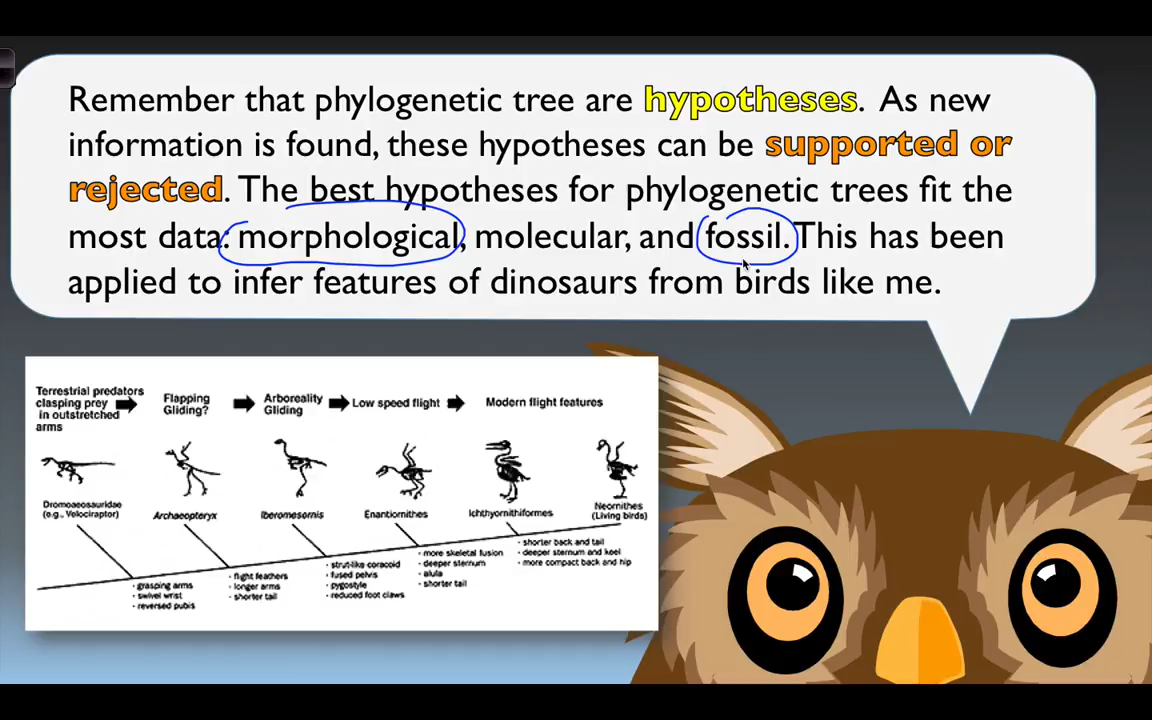 Remember that phylogenetic tree are hypotheses. As new
information is found, these hypotheses can be supported or
rejected. The best hypotheses for phylogenetic trees fit the
most data: morphological, molecular, and fossil. This has been
applied to infer features of dinosaurs from birds like me.
Terrestrial predators
clasping prey
in outstretched
arms
Flapping
Gliding?
Arboreality
Gliding
Low speed flight
Modern flight features
Dromoaeosauridae
(e.g., Velociraptor)
Archaeopteryx
Iberomesornis
Enantiornithes
Ichthyornithiformes
Neornithes
(Living birds)
• grasping arms
• swivel wrist
• reversed pubis
• flight feathers
• longer arms
• shorter tail
• strut-like coracoid
• fused pelvis
• pygostyle
• reduced foot claws
• more skeletal fusion
• deeper sternum
• alula
• shorter tail
• shorter back and tail
• deeper sternum and keel
• more compact back and hip